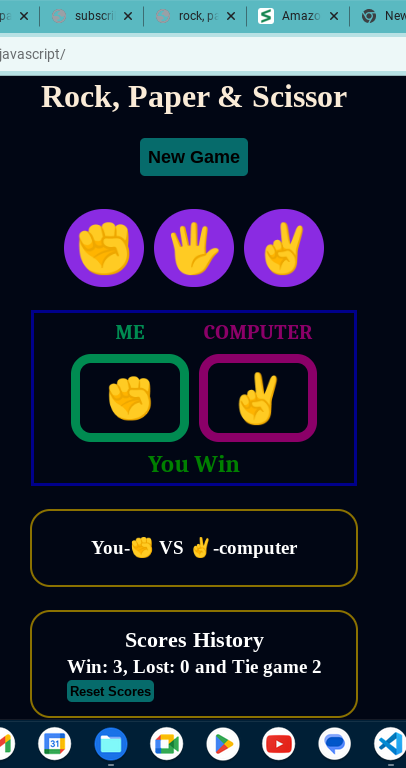 subscri
rock, pa
Amazo
New
javascript/
Rock, Paper & Scissor
New Game
ME COMPUTER
You Win
You-✊ VS ✌-computer
Scores History
Win: 3, Lost: 0 and Tie game 2
Reset Scores
31